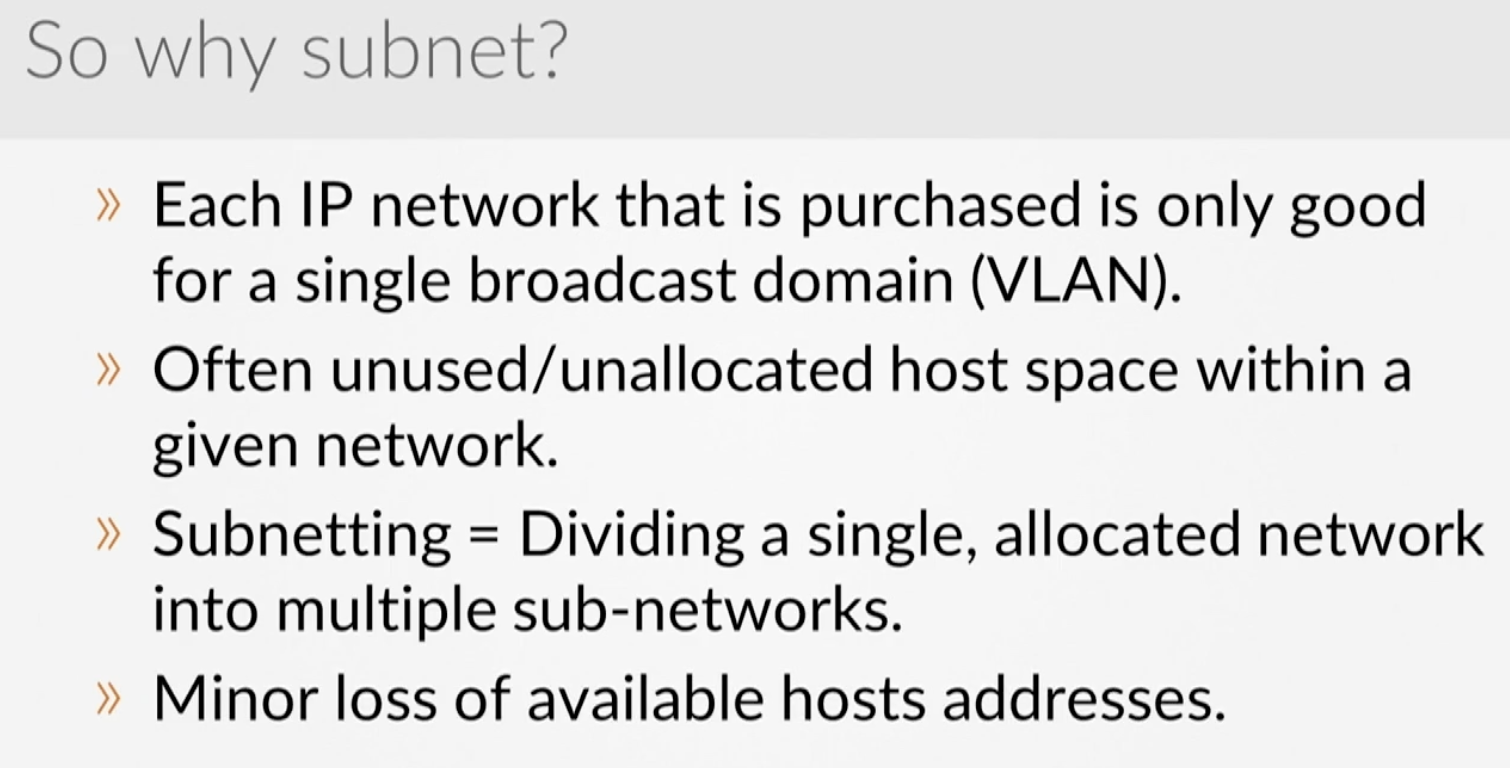 So why subnet?
» Each IP network that is purchased is only good
for a single broadcast domain (VLAN).
» Often unused/unallocated host space within a
given network.
» Subnetting = Dividing a single, allocated network
into multiple sub-networks.
» Minor loss of available hosts addresses.